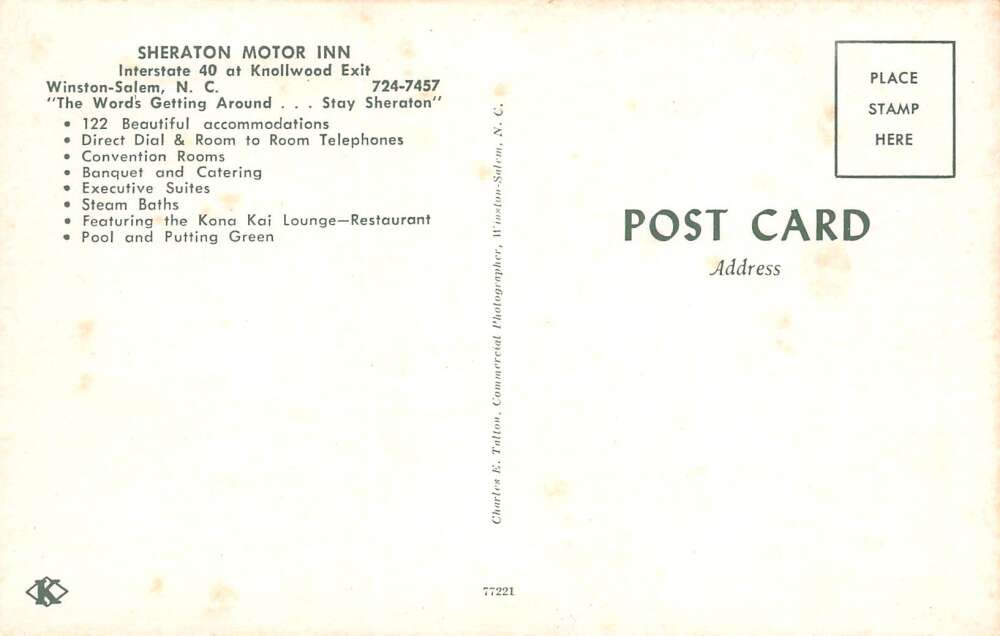 SHERATON MOTOR INN
Interstate 40 at Knollwood Exit
Winston-Salem, N. C. 724-7457
"The Word's Getting Around . . . Stay Sheraton"
• 122 Beautiful accommodations
• Direct Dial & Room to Room Telephones
• Convention Rooms
• Banquet and Catering
• Executive Suites
• Steam Baths
• Featuring the Kona Kai Lounge—Restaurant
• Pool and Putting Green
Charles E. Talton, Commercial Photographer, Winston-Salem, N. C.
PLACE
STAMP
HERE
POST CARD
Address
K
77221